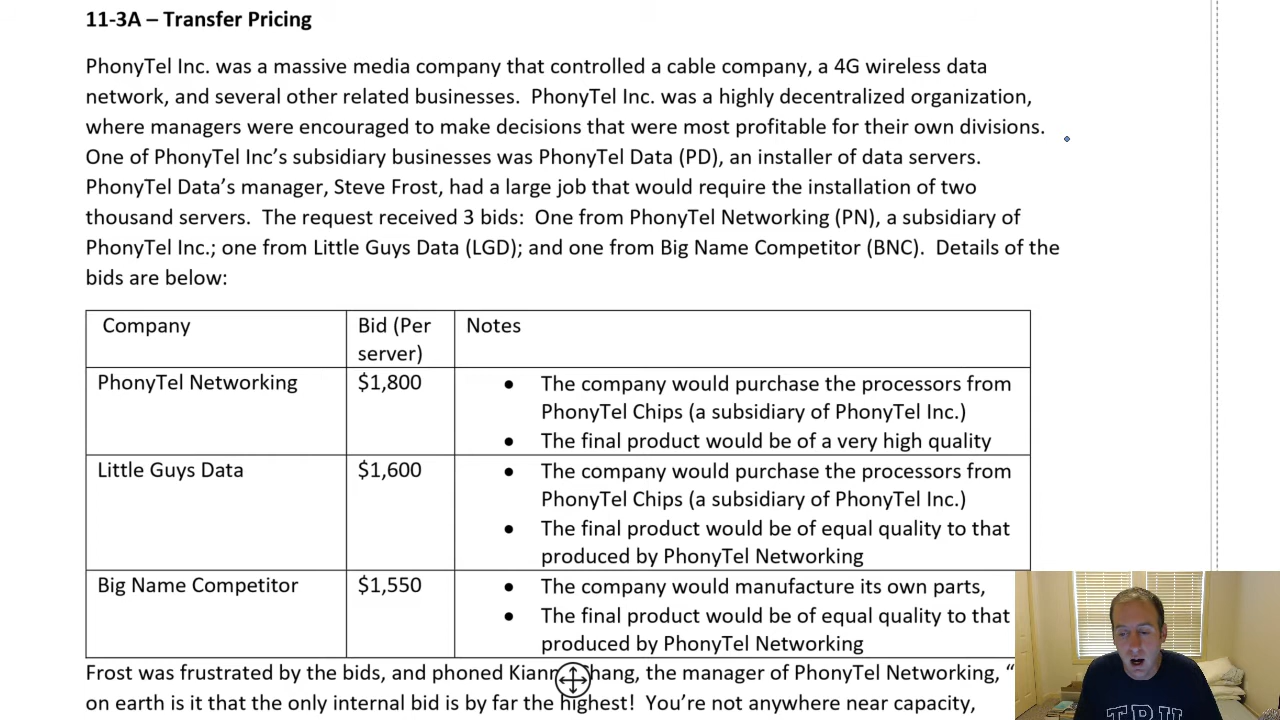 11-3A – Transfer Pricing
PhonyTel Inc. was a massive media company that controlled a cable company, a 4G wireless data
network, and several other related businesses.  PhonyTel Inc. was a highly decentralized organization,
where managers were encouraged to make decisions that were most profitable for their own divisions.
One of PhonyTel Inc’s subsidiary businesses was PhonyTel Data (PD), an installer of data servers.
PhonyTel Data’s manager, Steve Frost, had a large job that would require the installation of two
thousand servers.  The request received 3 bids:  One from PhonyTel Networking (PN), a subsidiary of
PhonyTel Inc.; one from Little Guys Data (LGD); and one from Big Name Competitor (BNC).  Details of the
bids are below:
Company Bid (Per server) Notes
PhonyTel Networking $1,800 • The company would purchase the processors from
PhonyTel Chips (a subsidiary of PhonyTel Inc.)
• The final product would be of a very high quality
Little Guys Data $1,600 • The company would purchase the processors from
PhonyTel Chips (a subsidiary of PhonyTel Inc.)
• The final product would be of equal quality to that
produced by PhonyTel Networking
Big Name Competitor $1,550 • The company would manufacture its own parts,
• The final product would be of equal quality to that
produced by PhonyTel Networking
Frost was frustrated by the bids, and phoned the manager of PhonyTel Networking, “
on earth is it that the only internal bid is by far the highest!  You’re not anywhere near capacity,